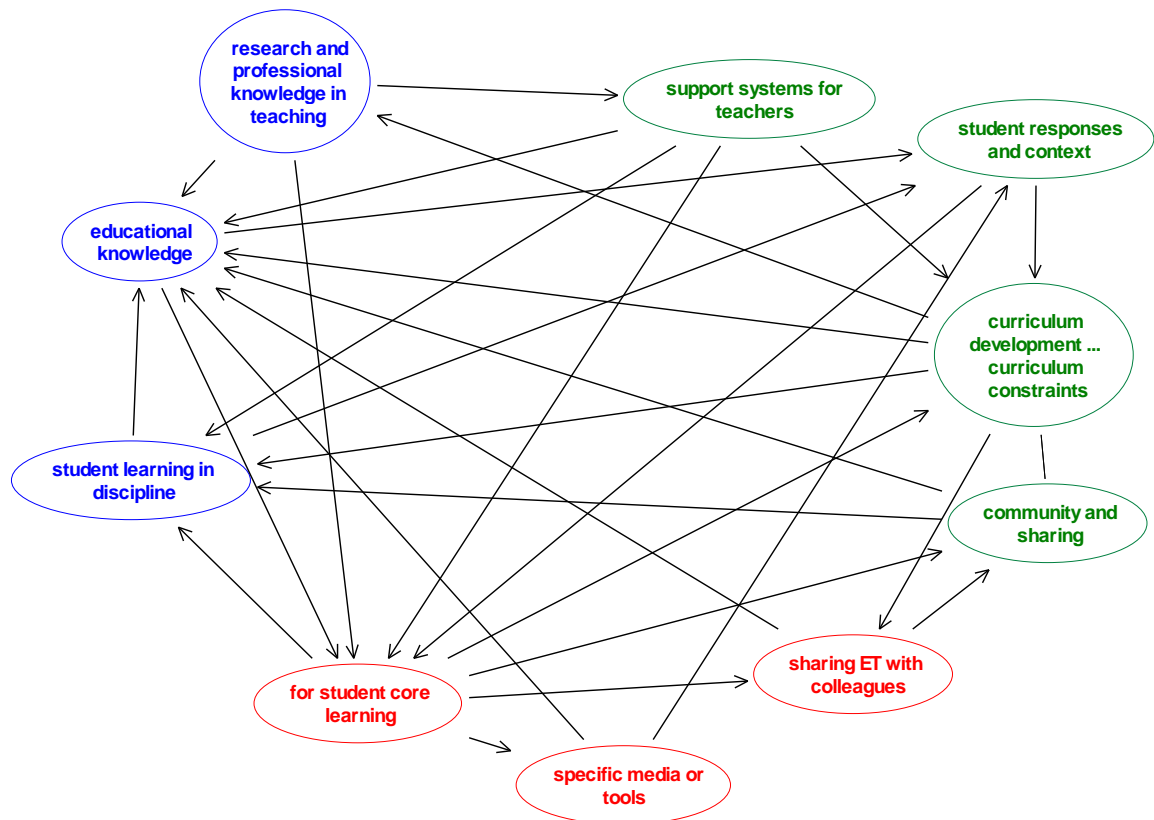 research and
professional
knowledge in
teaching
support systems for
teachers
student responses
and context
educational
knowledge
curriculum
development ...
curriculum
constraints
student learning in
discipline
community and
sharing
sharing ET with
colleagues
for student core
learning
specific media or
tools